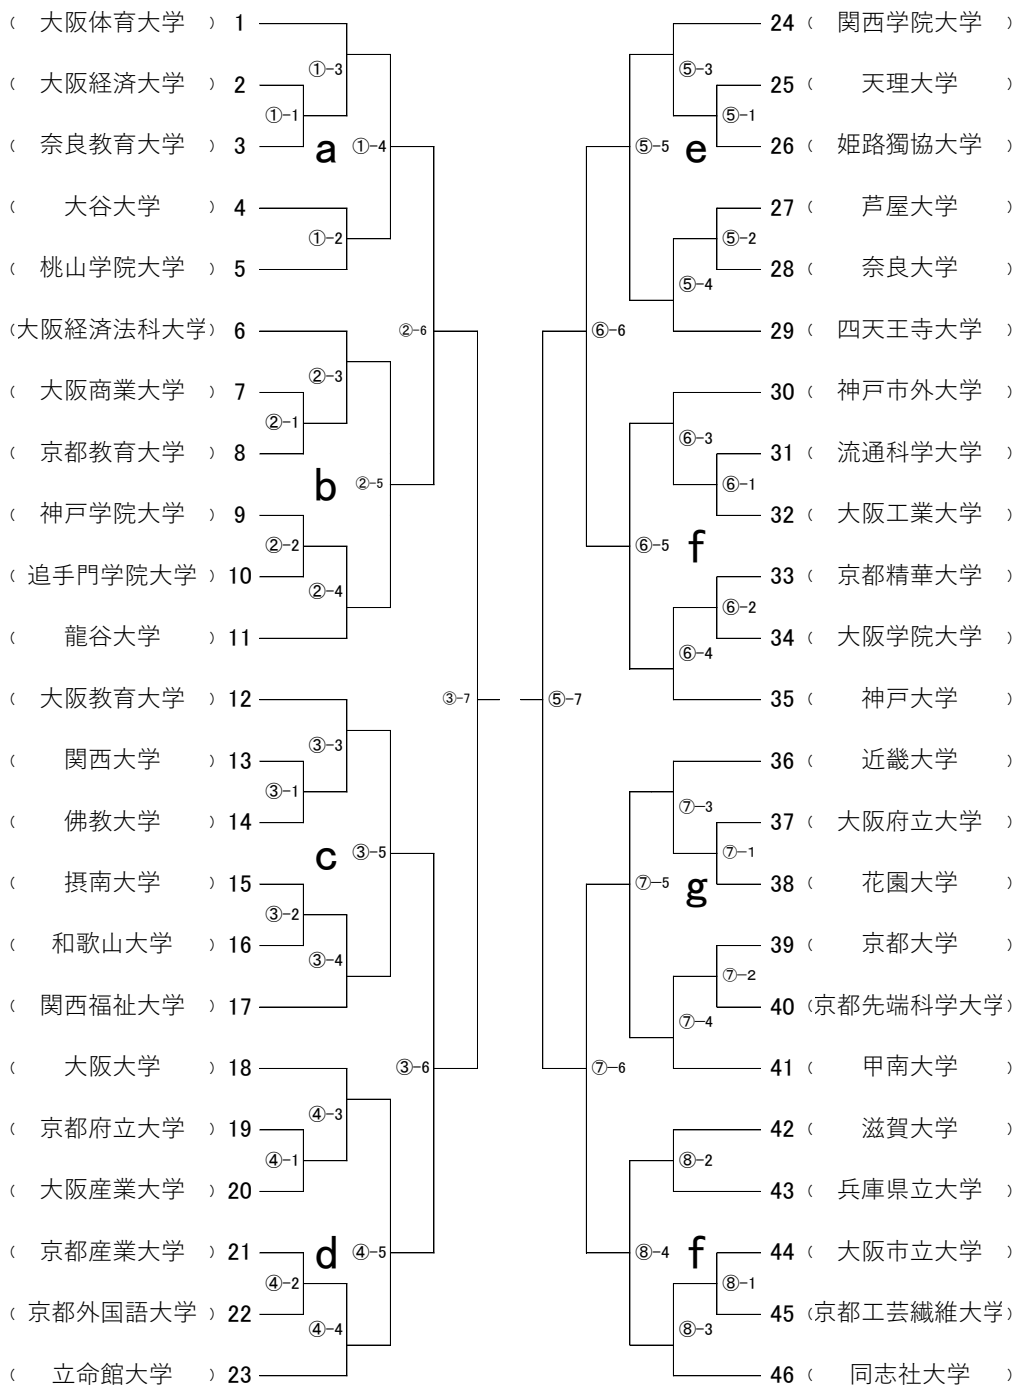 ( 大阪体育大学 ) 1
( 大阪経済大学 ) 2
( 奈良教育大学 ) 3
( 大谷大学 ) 4
( 桃山学院大学 ) 5
(大阪経済法科大学) 6
( 大阪商業大学 ) 7
( 京都教育大学 ) 8
( 神戸学院大学 ) 9
( 追手門学院大学 ) 10
( 龍谷大学 ) 11
( 大阪教育大学 ) 12
( 関西大学 ) 13
( 佛教大学 ) 14
( 摂南大学 ) 15
( 和歌山大学 ) 16
( 関西福祉大学 ) 17
( 大阪大学 ) 18
( 京都府立大学 ) 19
( 大阪産業大学 ) 20
( 京都産業大学 ) 21
( 京都外国語大学 ) 22
( 立命館大学 ) 23
①-3
①-1
a ①-4
①-2
②-6
②-3
②-1
b ②-5
②-2
②-4
③-7
③-3
③-1
c ③-5
③-2
③-4
③-6
④-3
④-1
d ④-5
④-2
④-4
24 ( 関西学院大学 )
25 ( 天理大学 )
26 ( 姫路獨協大学 )
27 ( 芦屋大学 )
28 ( 奈良大学 )
29 ( 四天王寺大学 )
30 ( 神戸市外大学 )
31 ( 流通科学大学 )
32 ( 大阪工業大学 )
33 ( 京都精華大学 )
34 ( 大阪学院大学 )
35 ( 神戸大学 )
36 ( 近畿大学 )
37 ( 大阪府立大学 )
38 ( 花園大学 )
39 ( 京都大学 )
40 (京都先端科学大学)
41 ( 甲南大学 )
42 ( 滋賀大学 )
43 ( 兵庫県立大学 )
44 ( 大阪市立大学 )
45 (京都工芸繊維大学)
46 ( 同志社大学 )
⑤-3
⑤-1
⑤-5 e
⑤-2
⑤-4
⑥-6
⑥-3
⑥-1
⑥-5 f
⑥-2
⑥-4
⑤-7
⑦-3
⑦-1
⑦-5 g
⑦-2
⑦-4
⑦-6
⑧-2
⑧-4 f
⑧-1
⑧-3